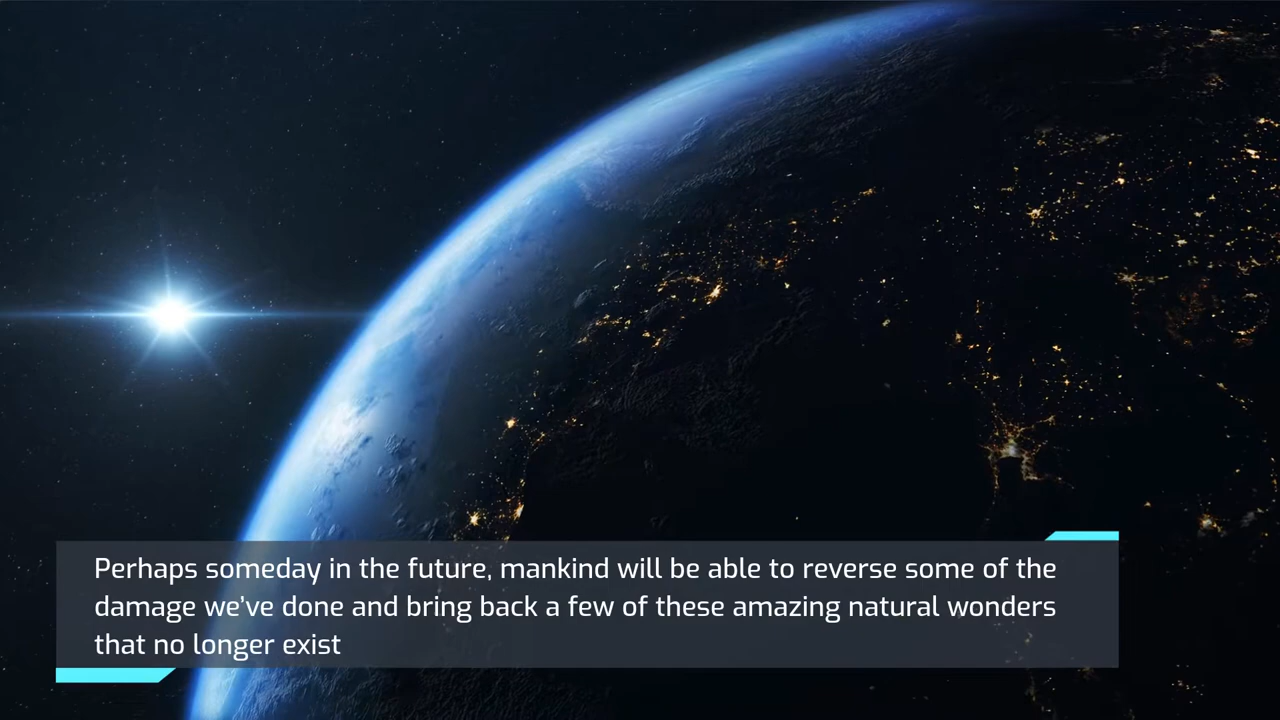 Perhaps someday in the future, mankind will be able to reverse some of the
damage we’ve done and bring back a few of these amazing natural wonders
that no longer exist